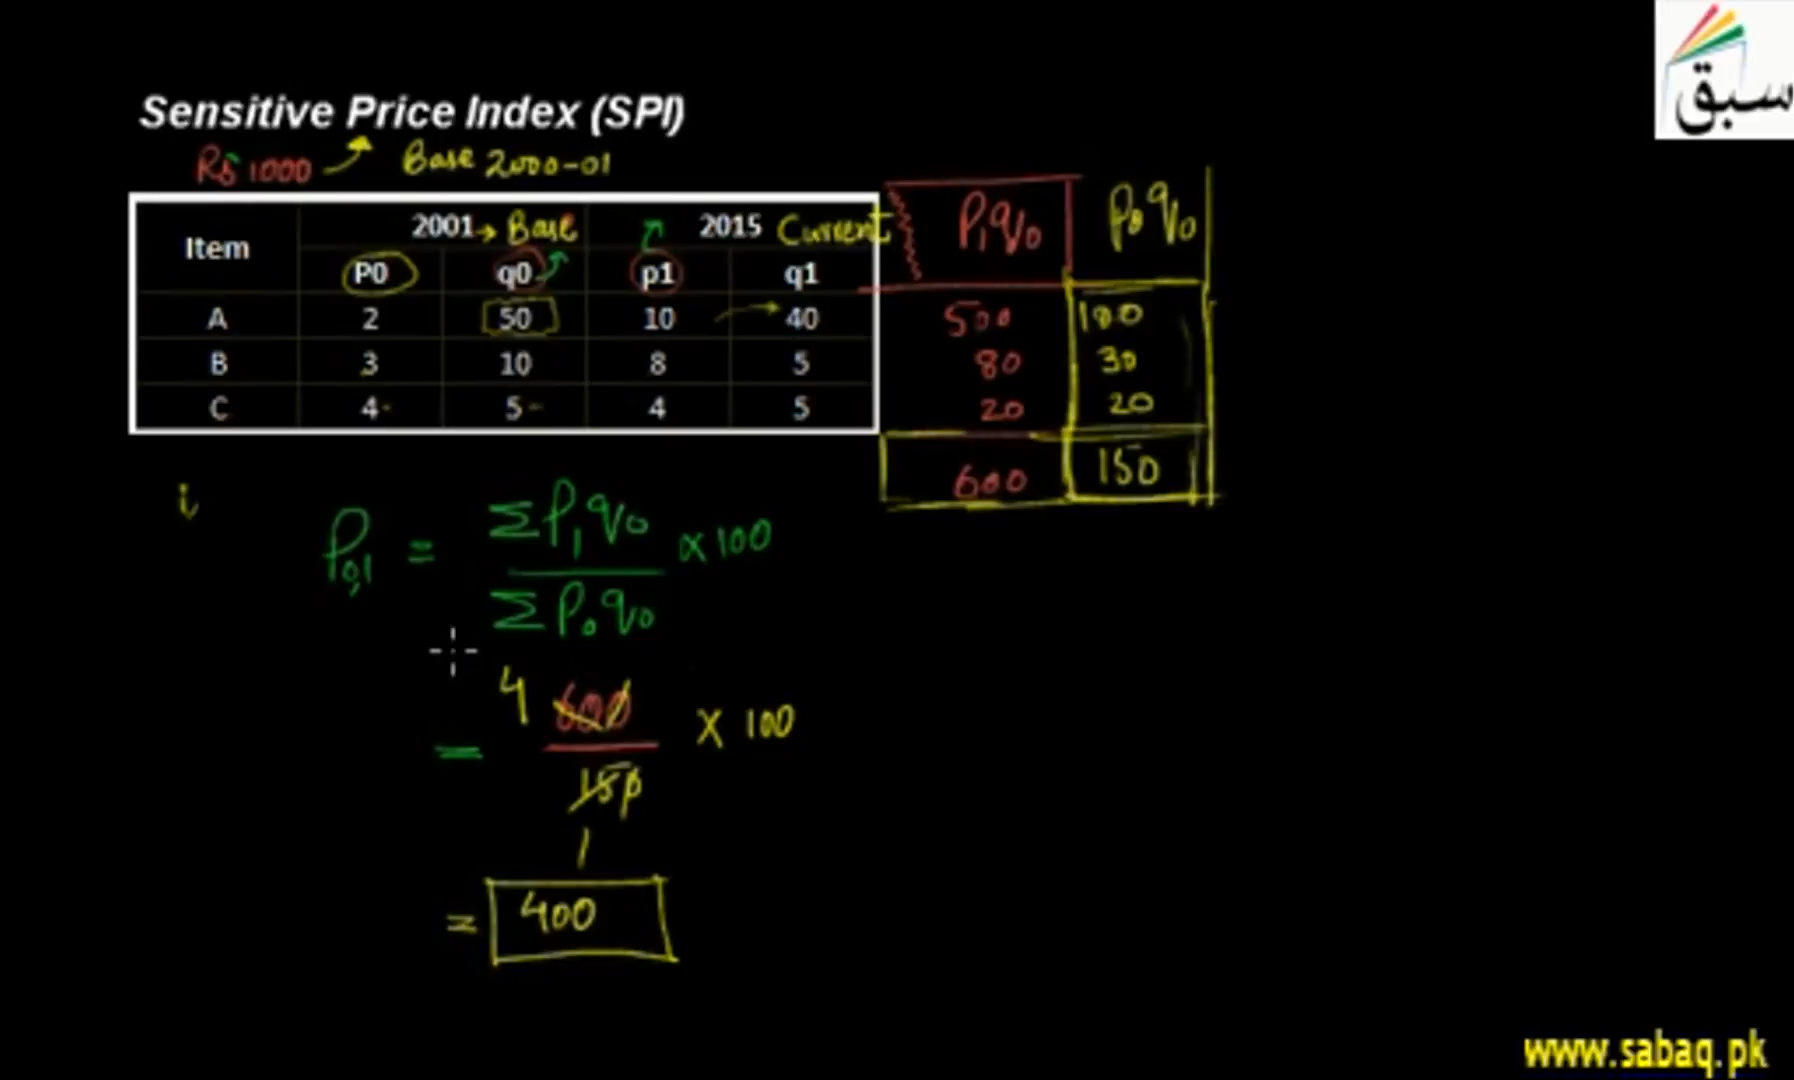 سبق
Sensitive Price Index (SPI)
Rs 1000 → Base 2000-01
Item 2001 → Base 2015 Current P₁q₀ P₀q₀
P0 q0 p1 q1
A 2 50 10 40 500 100
B 3 10 8 5 80 30
C 4 5 4 5 20 20
600 150
i
P₀,₁ = ΣP₁q₀ / ΣP₀q₀ × 100
= 4 600 / 150 1 × 100
= 400
www.sabaq.pk